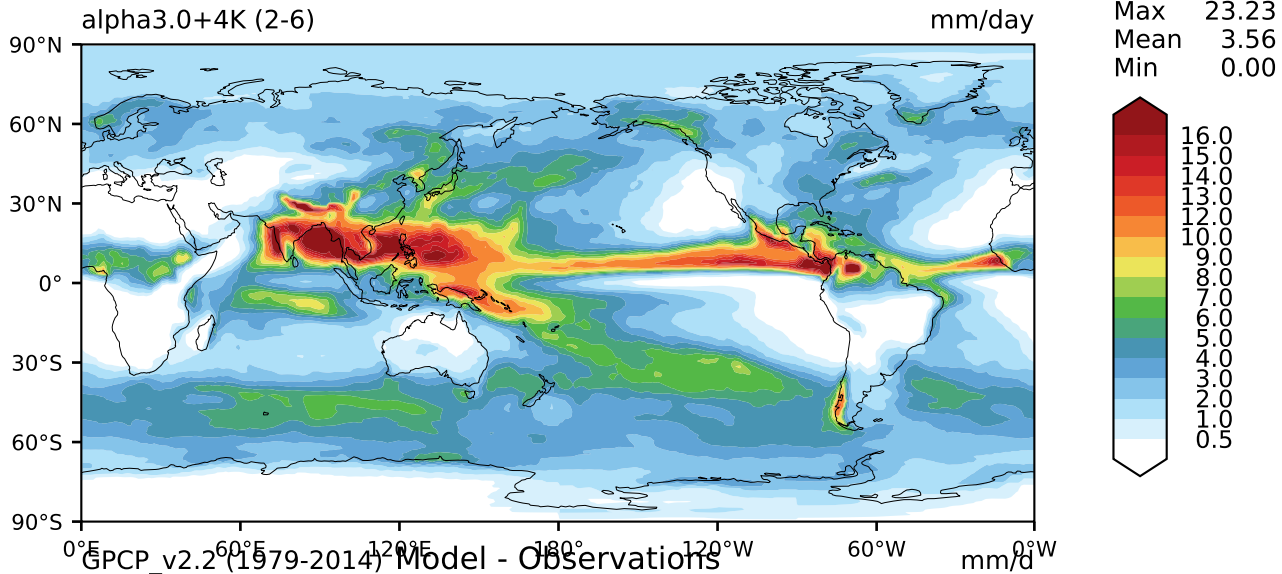 alpha3.0+4K (2-6) mm/day
Max 23.23
Mean 3.56
Min 0.00
90°N
60°N
30°N
0°
30°S
60°S
90°S
16.0
15.0
14.0
12.0
10.0
9.0
8.0
7.0
6.0
5.0
4.0
3.0
2.0
1.0
0.5
0°E 60°E 120°E 180° 120°W 60°W 0°W
GPCP_v2.2 (1979-2014) Model - Observations mm/d